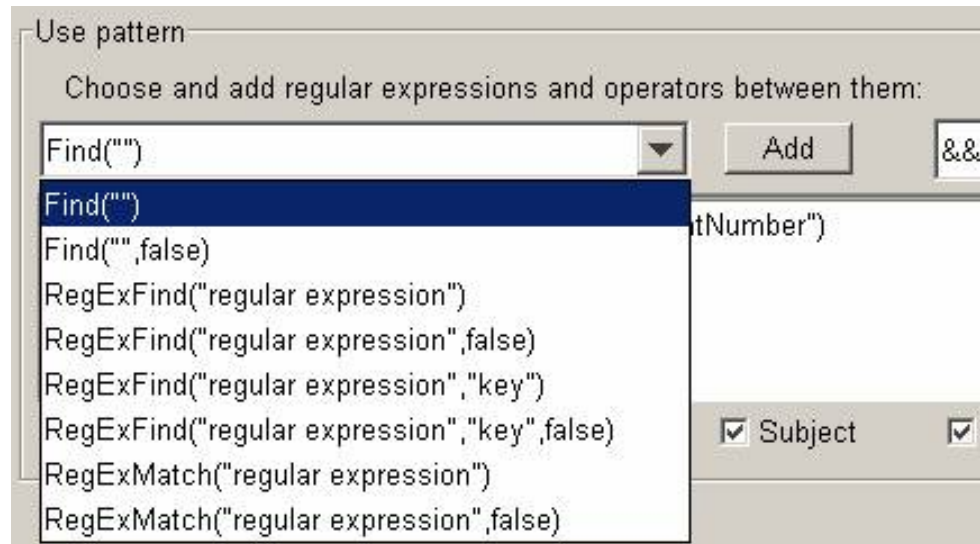 Use pattern
Choose and add regular expressions and operators between them:
Find("")
Add
&&
Find("")
Find("",false)
tNumber")
RegExFind("regular expression")
RegExFind("regular expression",false)
RegExFind("regular expression","key")
RegExFind("regular expression","key",false)
Subject
RegExMatch("regular expression")
RegExMatch("regular expression",false)